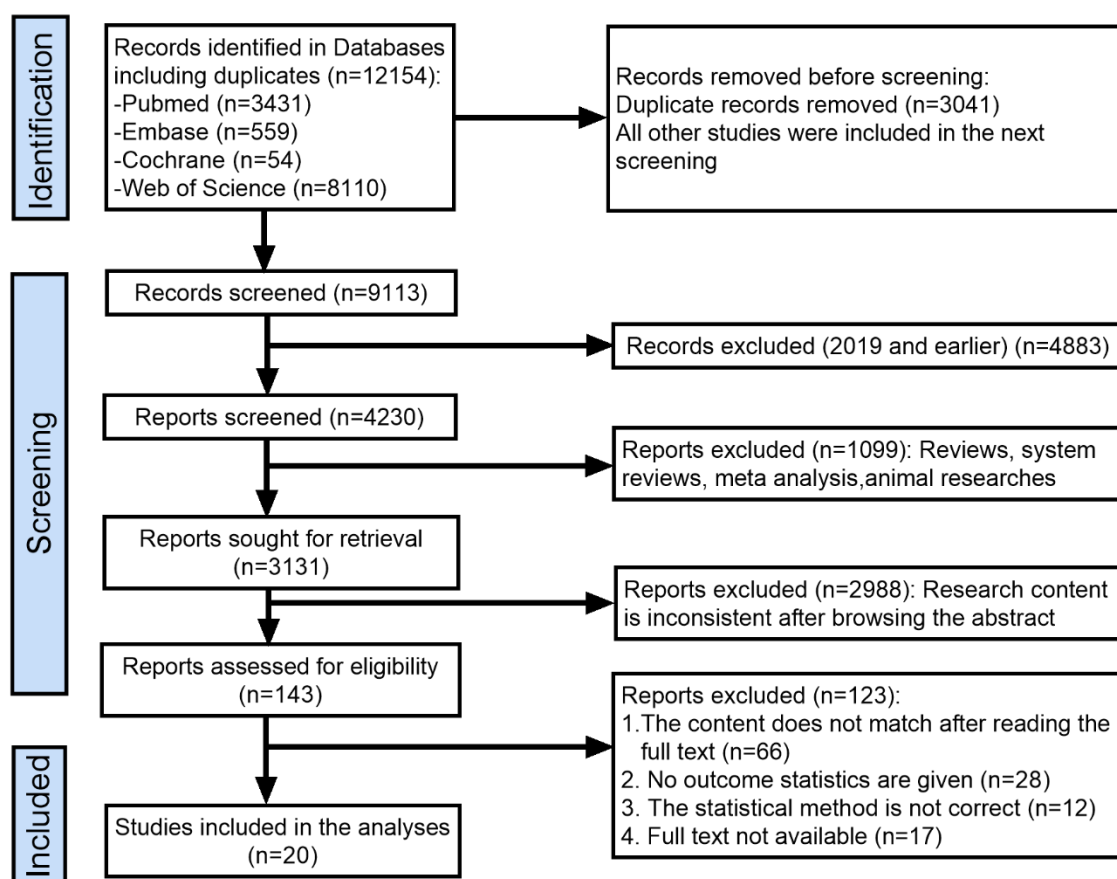 Identification
Records identified in Databases
including duplicates (n=12154):
-Pubmed (n=3431)
-Embase (n=559)
-Cochrane (n=54)
-Web of Science (n=8110)
Records removed before screening:
Duplicate records removed (n=3041)
All other studies were included in the next
screening
Screening
Records screened (n=9113)
Records excluded (2019 and earlier) (n=4883)
Reports screened (n=4230)
Reports excluded (n=1099): Reviews, system
reviews, meta analysis,animal researches
Reports sought for retrieval
(n=3131)
Reports excluded (n=2988): Research content
is inconsistent after browsing the abstract
Reports assessed for eligibility
(n=143)
Reports excluded (n=123):
1.The content does not match after reading the
full text (n=66)
2. No outcome statistics are given (n=28)
3. The statistical method is not correct (n=12)
4. Full text not available (n=17)
Included
Studies included in the analyses
(n=20)